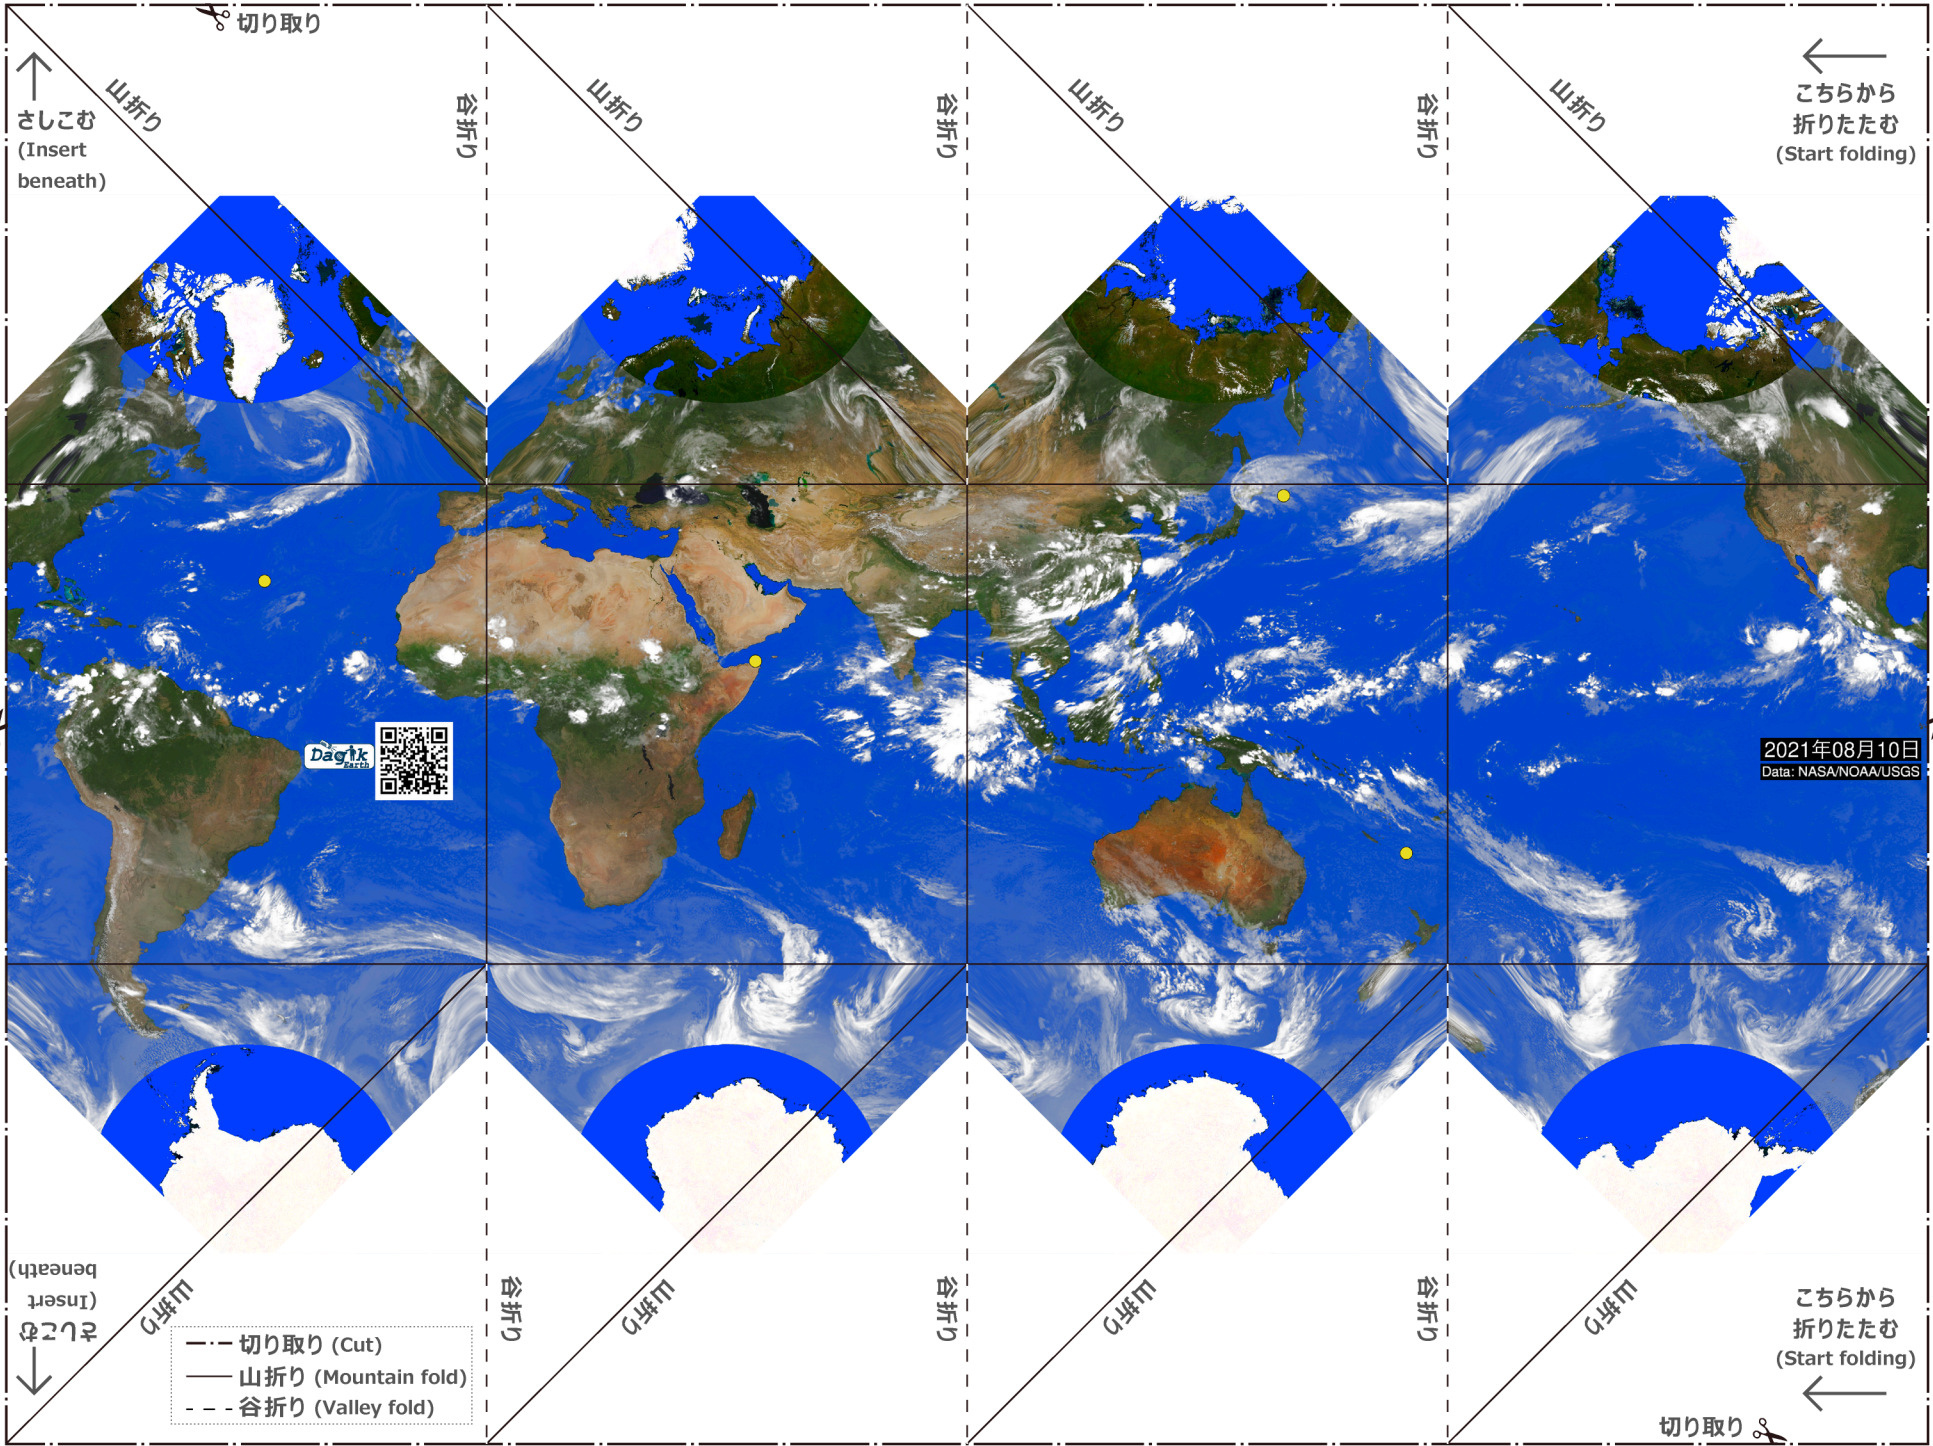 切り取り
山折り
谷折り
山折り
谷折り
山折り
谷折り
山折り
さしこむ
(Insert
beneath)
こちらから
折りたたむ
(Start folding)
Dagik
Earth
2021年08月10日
Data: NASA/NOAA/USGS
さしこむ
(Insert
beneath)
山折り
谷折り
山折り
谷折り
山折り
谷折り
山折り
切り取り (Cut)
山折り (Mountain fold)
谷折り (Valley fold)
こちらから
折りたたむ
(Start folding)
切り取り